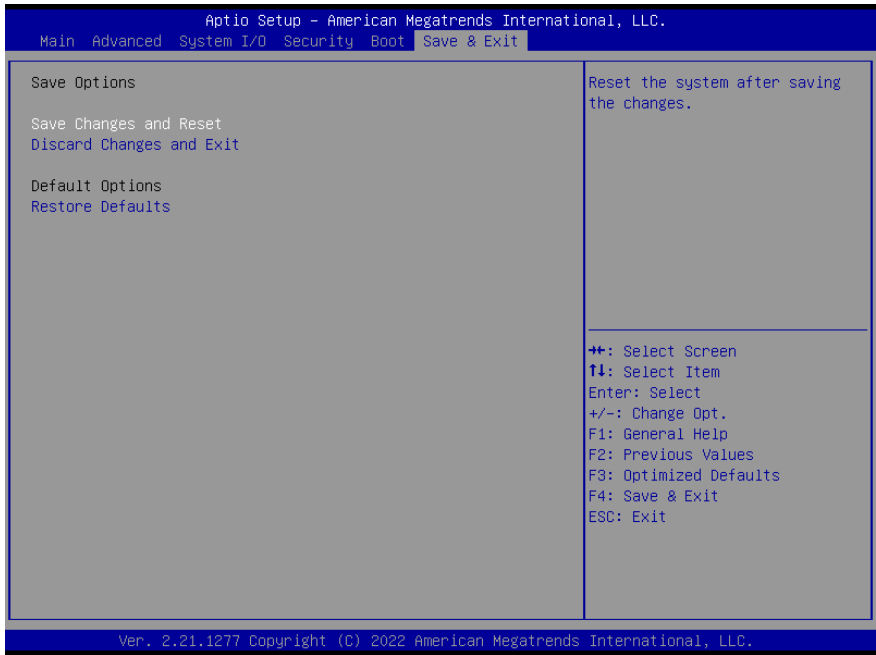 Aptio Setup – American Megatrends International, LLC.
Main Advanced System I/O Security Boot Save & Exit
Save Options
Save Changes and Reset
Discard Changes and Exit
Default Options
Restore Defaults
Reset the system after saving
the changes.
→←: Select Screen
↑↓: Select Item
Enter: Select
+/-: Change Opt.
F1: General Help
F2: Previous Values
F3: Optimized Defaults
F4: Save & Exit
ESC: Exit
Ver. 2.21.1277 Copyright (C) 2022 American Megatrends International, LLC.